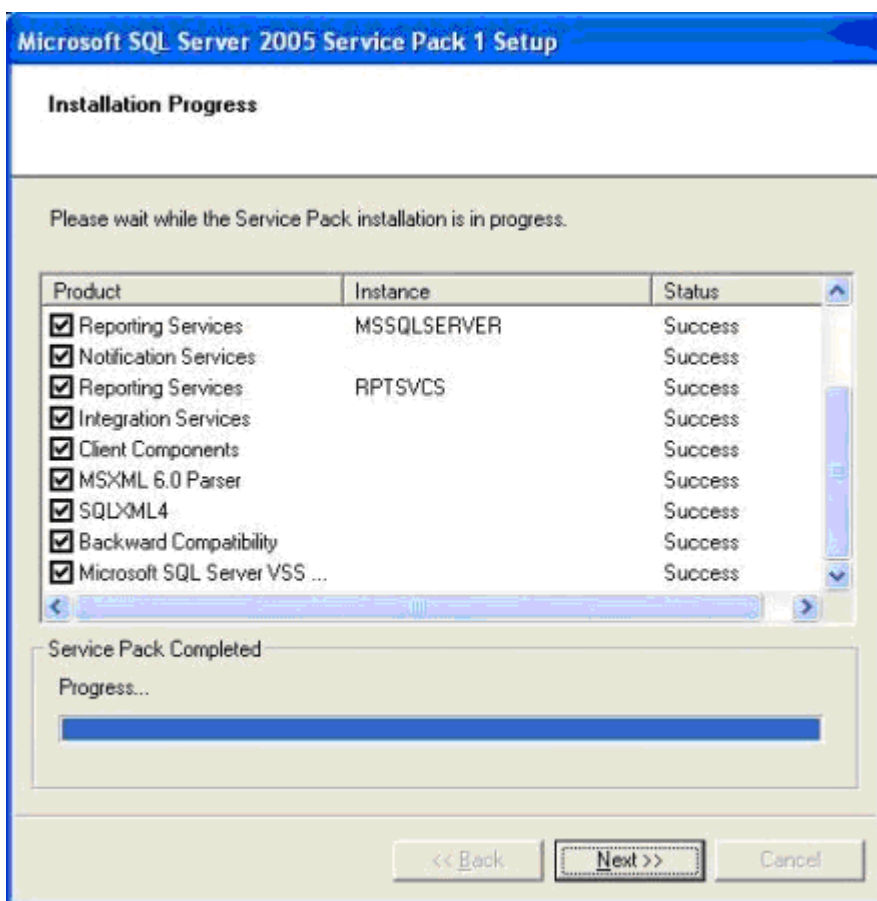 Microsoft SQL Server 2005 Service Pack 1 Setup
Installation Progress
Please wait while the Service Pack installation is in progress.
Product Instance Status
Reporting Services MSSQLSERVER Success
Notification Services Success
Reporting Services RPTSVCS Success
Integration Services Success
Client Components Success
MSXML 6.0 Parser Success
SQLXML4 Success
Backward Compatibility Success
Microsoft SQL Server VSS ... Success
Service Pack Completed
Progress...
<< Back Next >> Cancel